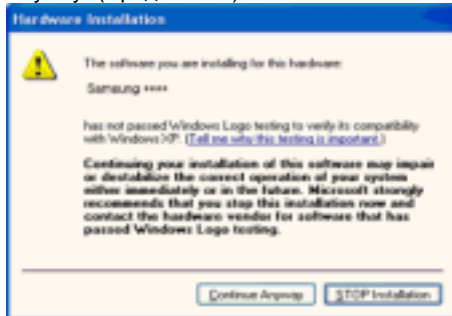 Hardware Installation
The software you are installing for this hardware:
Samsung ****
has not passed Windows Logo testing to verify its compatibility
with Windows XP. (Tell me why this testing is important.)
Continuing your installation of this software may impair
or destabilize the correct operation of your system
either immediately or in the future. Microsoft strongly
recommends that you stop this installation now and
contact the hardware vendor for software that has
passed Windows Logo testing.
Continue Anyway STOP Installation